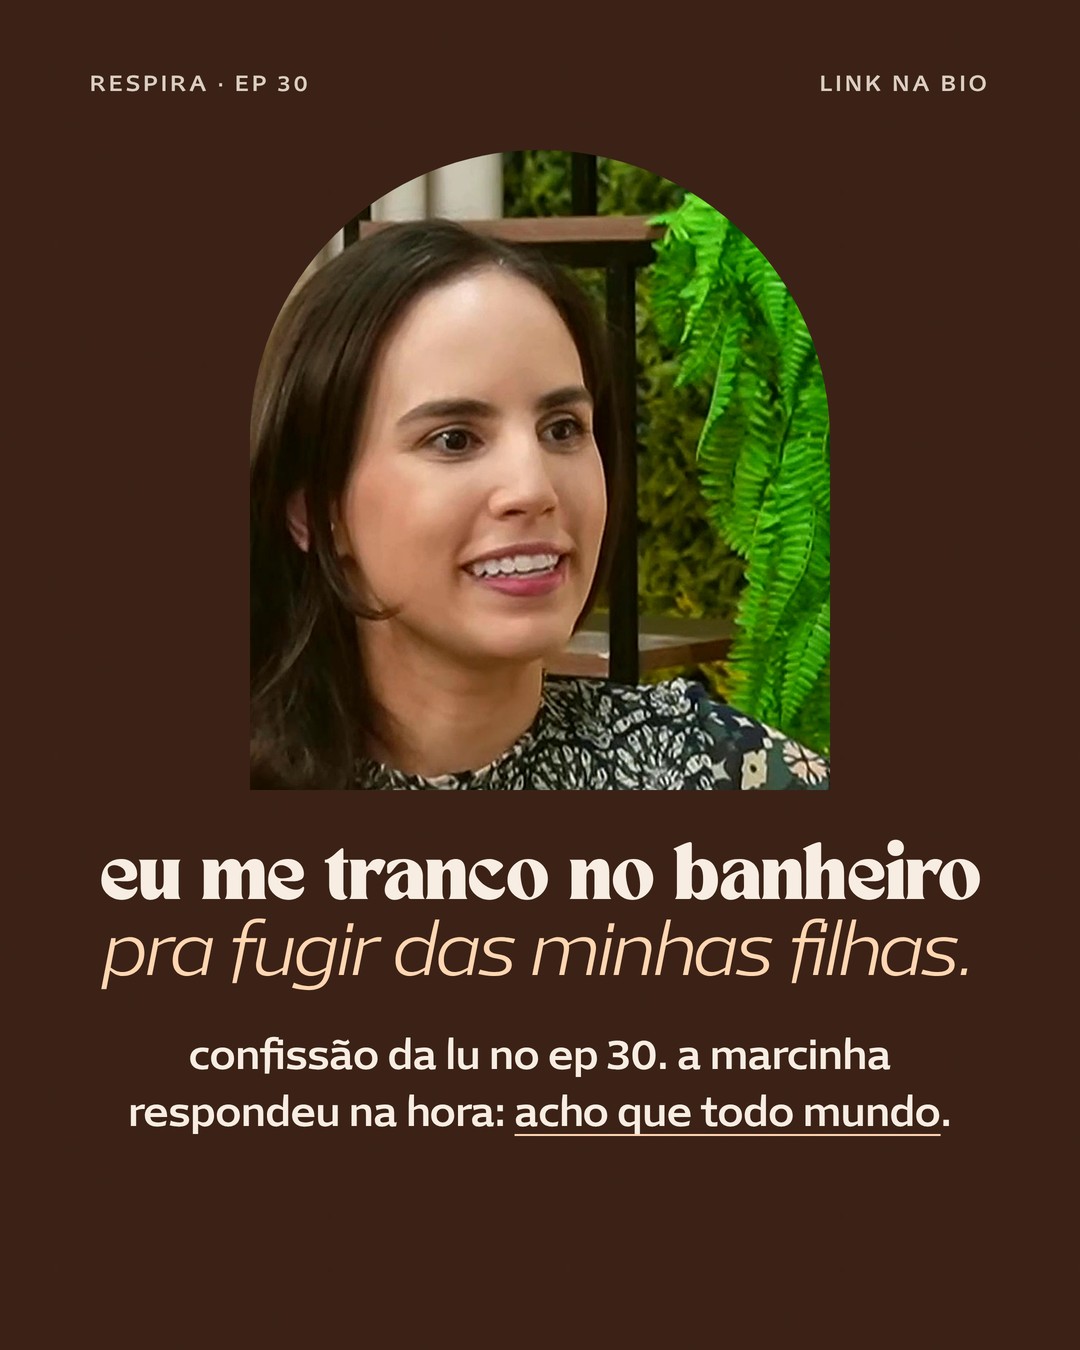 RESPIRA · EP 30
LINK NA BIO
eu me tranco no banheiro
pra fugir das minhas filhas.
confissão da lu no ep 30. a marcinha
respondeu na hora: acho que todo mundo.